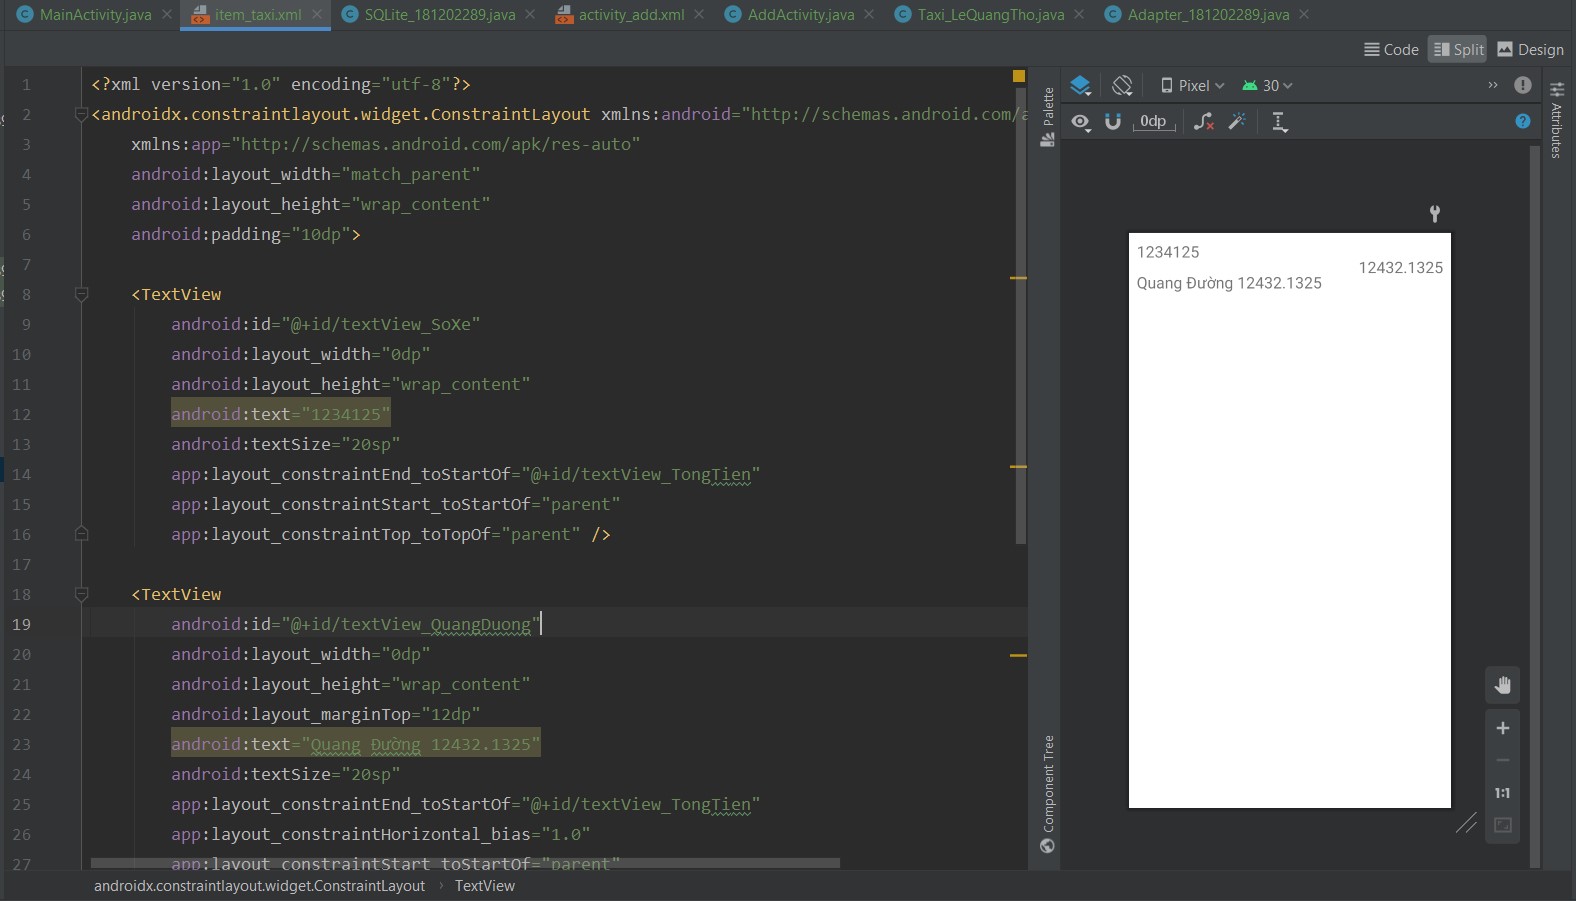 MainActivity.java
item_taxi.xml
SQLite_181202289.java
activity_add.xml
AddActivity.java
Taxi_LeQuangTho.java
Adapter_181202289.java
Code
Split
Design
1 <?xml version="1.0" encoding="utf-8"?>
2 <androidx.constraintlayout.widget.ConstraintLayout xmlns:android="http://schemas.android.com/a
3 xmlns:app="http://schemas.android.com/apk/res-auto"
4 android:layout_width="match_parent"
5 android:layout_height="wrap_content"
6 android:padding="10dp">
7
8 <TextView
9 android:id="@+id/textView_SoXe"
10 android:layout_width="0dp"
11 android:layout_height="wrap_content"
12 android:text="1234125"
13 android:textSize="20sp"
14 app:layout_constraintEnd_toStartOf="@+id/textView_TongTien"
15 app:layout_constraintStart_toStartOf="parent"
16 app:layout_constraintTop_toTopOf="parent" />
17
18 <TextView
19 android:id="@+id/textView_QuangDuong"
20 android:layout_width="0dp"
21 android:layout_height="wrap_content"
22 android:layout_marginTop="12dp"
23 android:text="Quang Đường 12432.1325"
24 android:textSize="20sp"
25 app:layout_constraintEnd_toStartOf="@+id/textView_TongTien"
26 app:layout_constraintHorizontal_bias="1.0"
27 app:layout_constraintStart_toStartOf="parent"
androidx.constraintlayout.widget.ConstraintLayout › TextView
Palette
Component Tree
Pixel
30
0dp
1234125
12432.1325
Quang Đường 12432.1325
1:1
Attributes